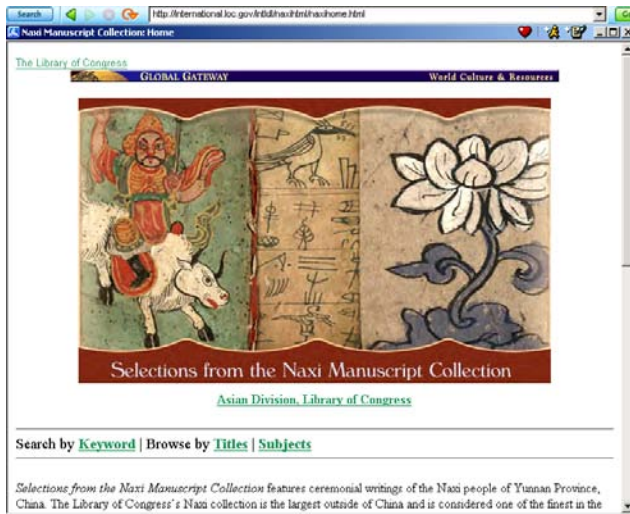 Search
http://international.loc.gov/intldl/naxihtml/naxihome.html
Naxi Manuscript Collection: Home
The Library of Congress
GLOBAL GATEWAY
World Culture & Resources
Selections from the Naxi Manuscript Collection
Asian Division, Library of Congress
Search by Keyword | Browse by Titles | Subjects
Selections from the Naxi Manuscript Collection features ceremonial writings of the Naxi people of Yunnan Province,
China. The Library of Congress's Naxi collection is the largest outside of China and is considered one of the finest in the